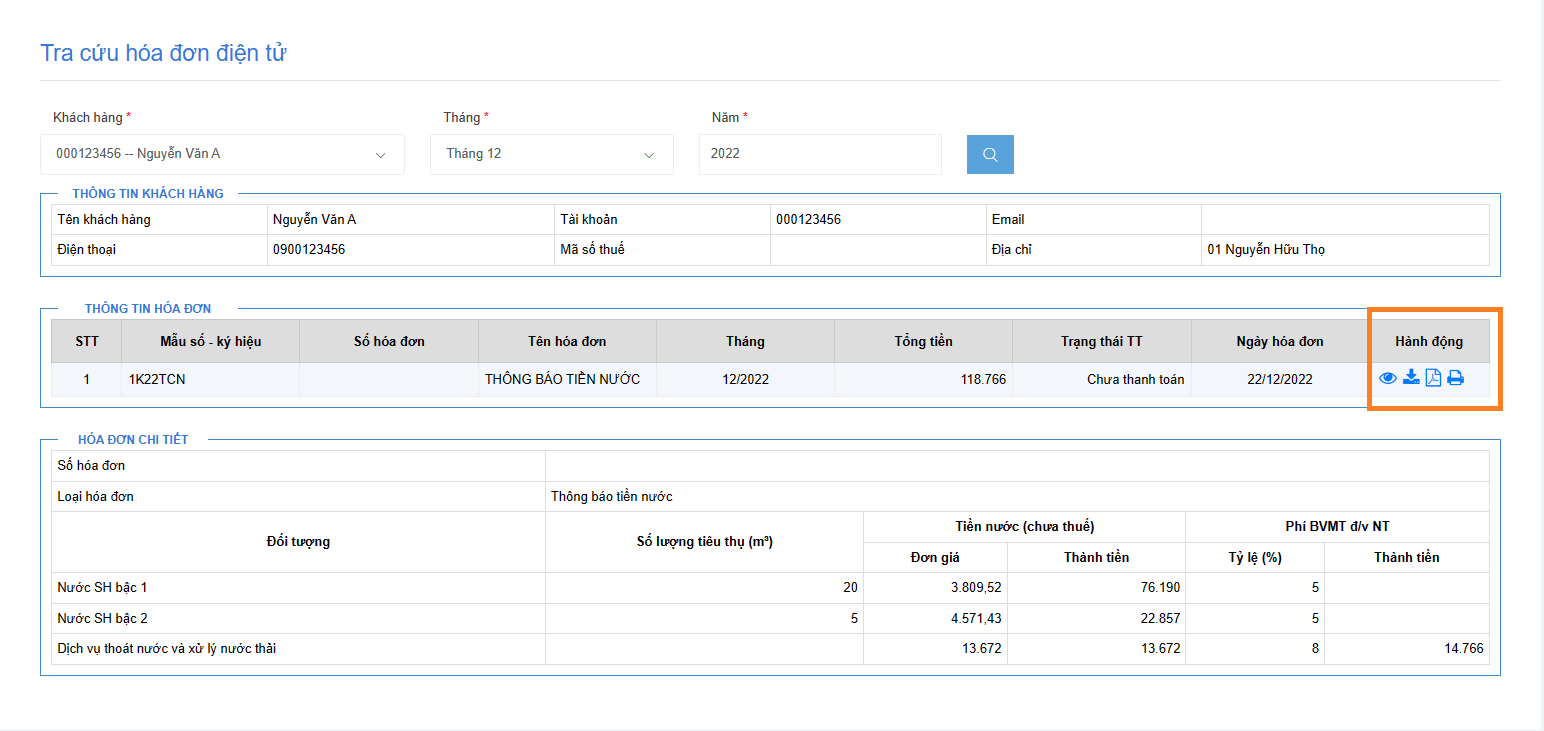 Tra cứu hóa đơn điện tử
Khách hàng * Tháng * Năm *
000123456 -- Nguyễn Văn A Tháng 12 2022
THÔNG TIN KHÁCH HÀNG
Tên khách hàng Nguyễn Văn A Tài khoản 000123456 Email
Điện thoại 0900123456 Mã số thuế Địa chỉ 01 Nguyễn Hữu Thọ
THÔNG TIN HÓA ĐƠN
STT Mẫu số - ký hiệu Số hóa đơn Tên hóa đơn Tháng Tổng tiền Trạng thái TT Ngày hóa đơn Hành động
1 1K22TCN THÔNG BÁO TIỀN NƯỚC 12/2022 118.766 Chưa thanh toán 22/12/2022
HÓA ĐƠN CHI TIẾT
Số hóa đơn
Loại hóa đơn Thông báo tiền nước
Đối tượng Số lượng tiêu thụ (m³) Tiền nước (chưa thuế) Phí BVMT đ/v NT
Đơn giá Thành tiền Tỷ lệ (%) Thành tiền
Nước SH bậc 1 20 3.809,52 76.190 5
Nước SH bậc 2 5 4.571,43 22.857 5
Dịch vụ thoát nước và xử lý nước thải 13.672 13.672 8 14.766